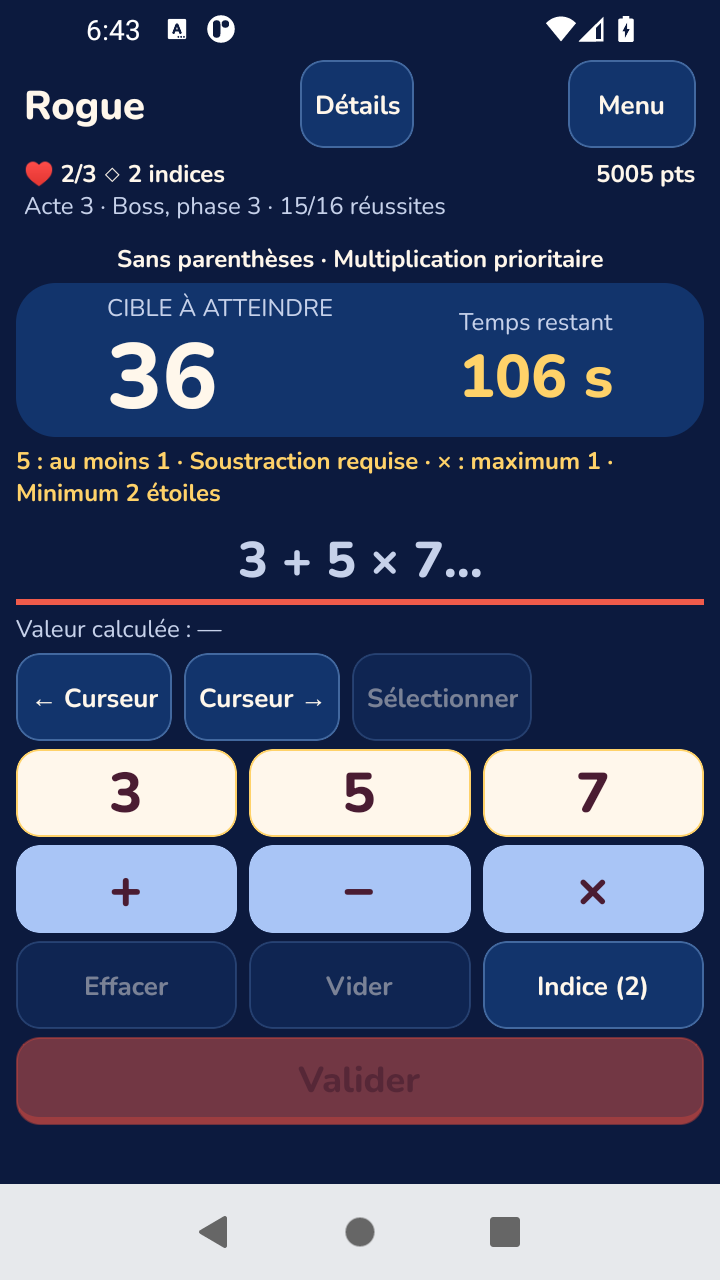 6:43
Rogue
Détails
Menu
❤️ 2/3 ◇ 2 indices
5005 pts
Acte 3 · Boss, phase 3 · 15/16 réussites
Sans parenthèses · Multiplication prioritaire
CIBLE À ATTEINDRE
36
Temps restant
106 s
5 : au moins 1 · Soustraction requise · × : maximum 1 ·
Minimum 2 étoiles
3 + 5 × 7...
Valeur calculée : —
← Curseur
Curseur →
Sélectionner
3
5
7
+
−
×
Effacer
Vider
Indice (2)
Valider